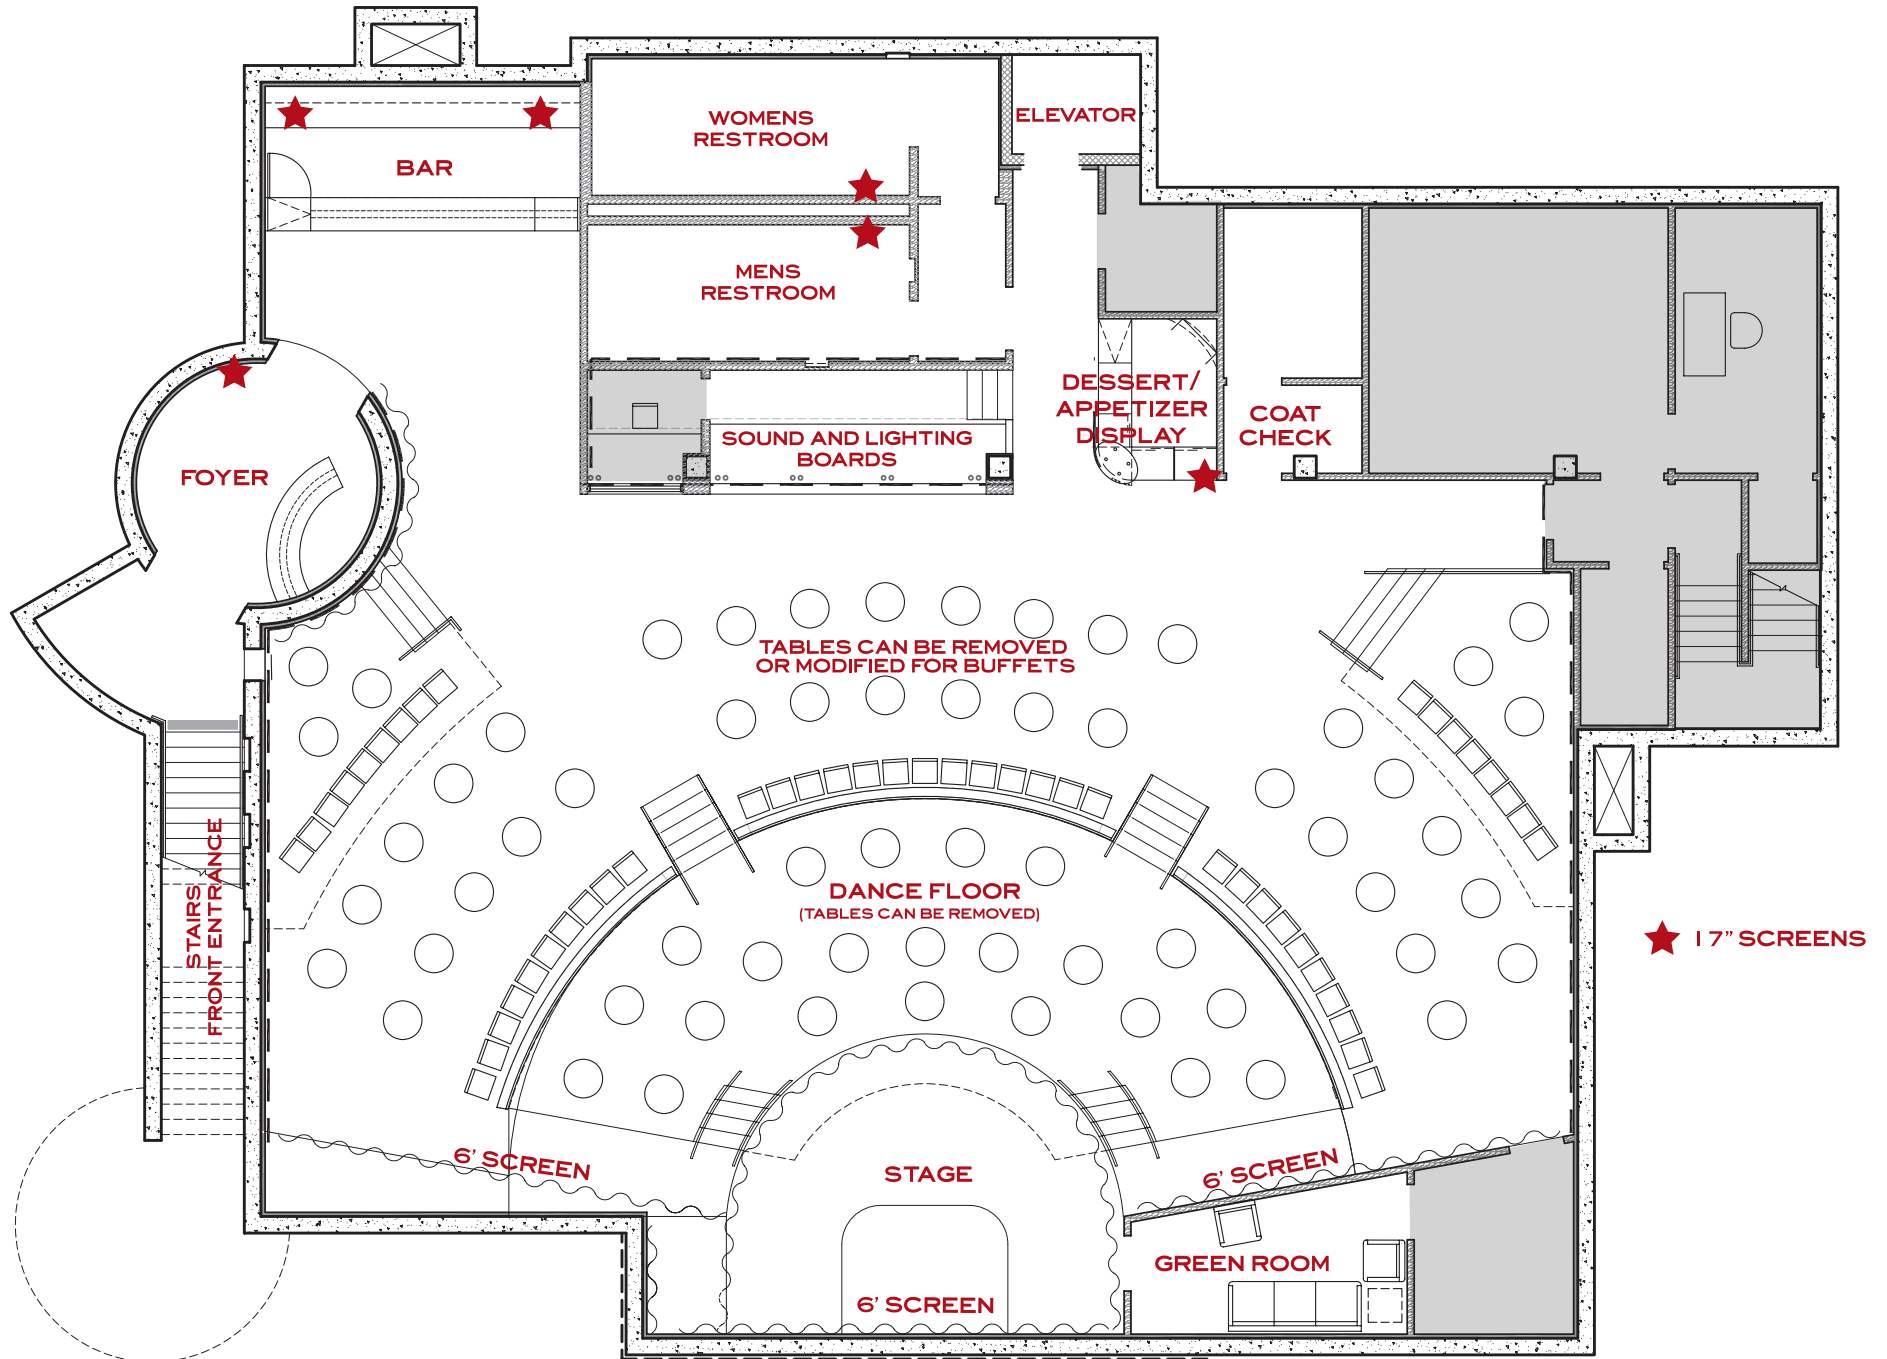 WOMENS
RESTROOM
ELEVATOR
BAR
MENS
RESTROOM
DESSERT/
APPETIZER
DISPLAY
COAT
CHECK
SOUND AND LIGHTING
BOARDS
FOYER
TABLES CAN BE REMOVED
OR MODIFIED FOR BUFFETS
STAIRS
FRONT ENTRANCE
DANCE FLOOR
(TABLES CAN BE REMOVED)
17” SCREENS
6’ SCREEN
STAGE
6’ SCREEN
GREEN ROOM
6’ SCREEN